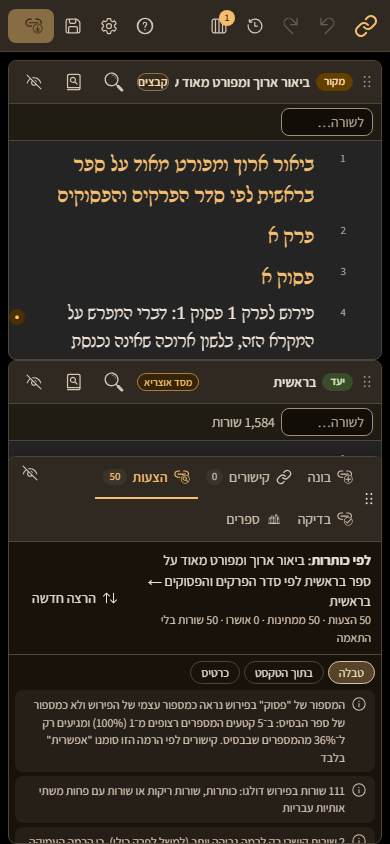 1
מקור
ביאור ארוך ומפורט מאוד ע
קבצים
לשורה...
1
ביאור ארוך ומפורט מאוד על ספר
בראשית לפי סדר הפרקים והפסוקים
2
פרק א
3
פסוק א
4
פירוש לפרק 1 פסוק 1: לדברי המפרש על
המקרא הזה, בלשון ארוכה שאינה נכנסת
יעד
בראשית
מסד אוצריא
לשורה...
1,584 שורות
בונה
קישורים
0
הצעות
50
בדיקה
ספרים
לפי כותרות: ביאור ארוך ומפורט מאוד על
ספר בראשית לפי סדר הפרקים והפסוקים ←
בראשית
הרצה חדשה
50 הצעות · 50 ממתינות · 0 אושרו · 50 שורות בלי
התאמה
טבלה
בתוך הטקסט
כרטיס
המספור של "פסוק" בפירוש נראה כמספור עצמי של הפירוש ולא כמספור
של ספר הבסיס: ב־5 קטעים המספרים רצופים מ־1 (100%) ומגיעים רק
ל־36% מהמספרים שבבסיס. קישורים לפי הרמה הזו סומנו "אפשרית"
בלבד
111 שורות בפירוש דולגו: כותרות, שורות ריקות או שורות עם פחות משתי
אותיות עבריות